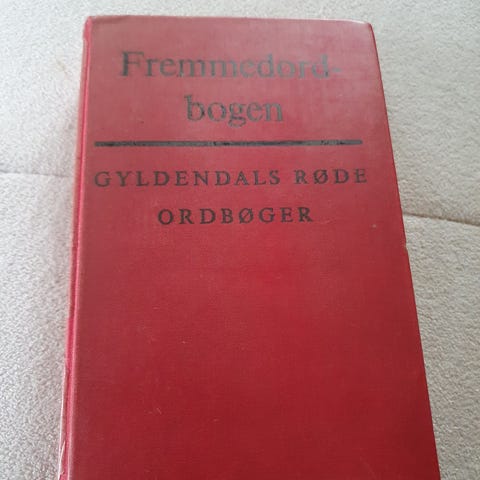 Fremmedord-
bogen
GYLDENDALS RØDE
ORDBØGER